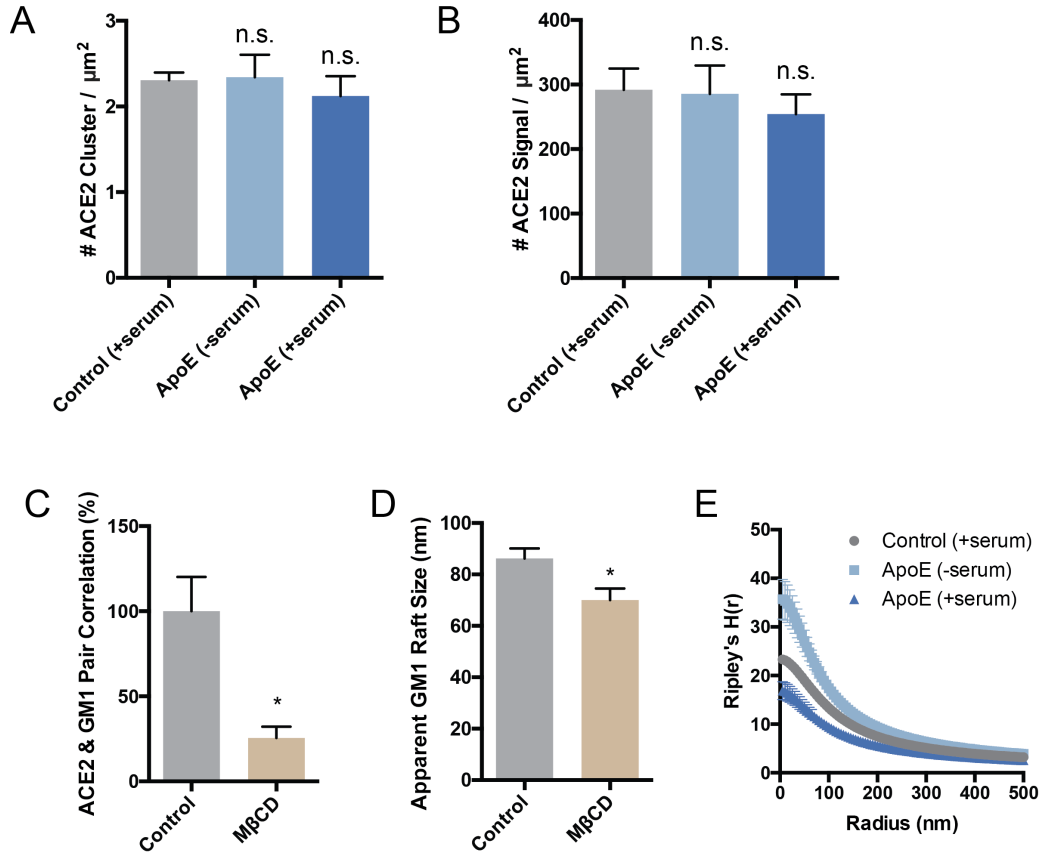 A
# ACE2 Cluster / μm2
3
2
1
0
n.s.
n.s.
Control (+serum)
ApoE (-serum)
ApoE (+serum)
B
# ACE2 Signal / μm2
400
300
200
100
0
n.s.
n.s.
Control (+serum)
ApoE (-serum)
ApoE (+serum)
C
ACE2 & GM1 Pair Correlation (%)
150
100
50
0
*
Control
MβCD
D
Apparent GM1 Raft Size (nm)
100
80
60
40
20
0
*
Control
MβCD
E
Ripley's H(r)
50
40
30
20
10
0
Control (+serum)
ApoE (-serum)
ApoE (+serum)
0 100 200 300 400 500
Radius (nm)